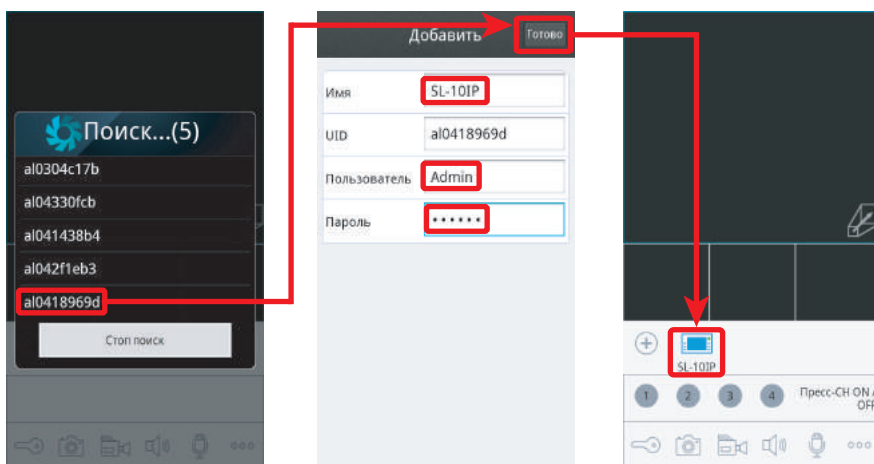 Поиск...(5)
al0304c17b
al04330fcb
al041438b4
al042f1eb3
al0418969d
Стоп поиск
Добавить
Готово
Имя
SL-10IP
UID
al0418969d
Пользователь
Admin
Пароль
••••••
SL-10IP
1 2 3 4
Пресс-CH ON /
OFF